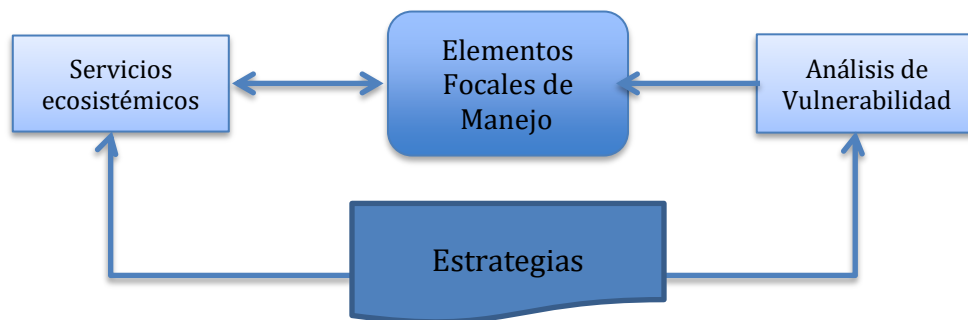 Servicios
ecosistémicos
Elementos
Focales de
Manejo
Análisis de
Vulnerabilidad
Estrategias